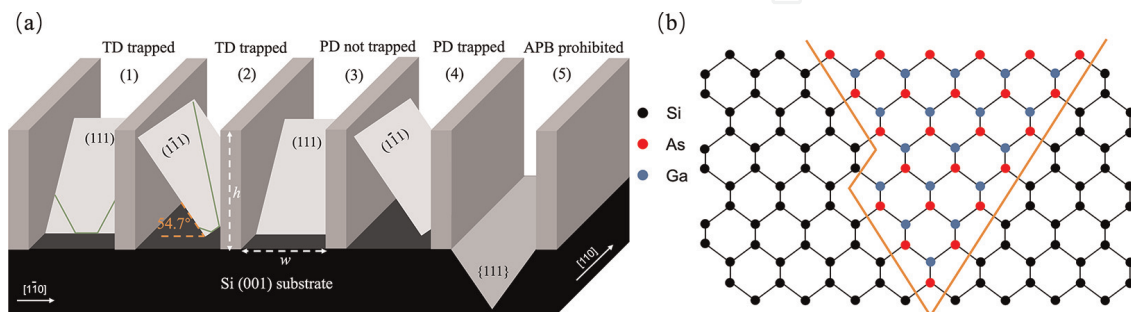 (a)
TD trapped TD trapped PD not trapped PD trapped APB prohibited
(1) (2) (3) (4) (5)
(111) (11̅1) (111) (11̅1)
h
54.7°
w
{111}
Si (001) substrate
[11̅0]
[110]
(b)
Si
As
Ga